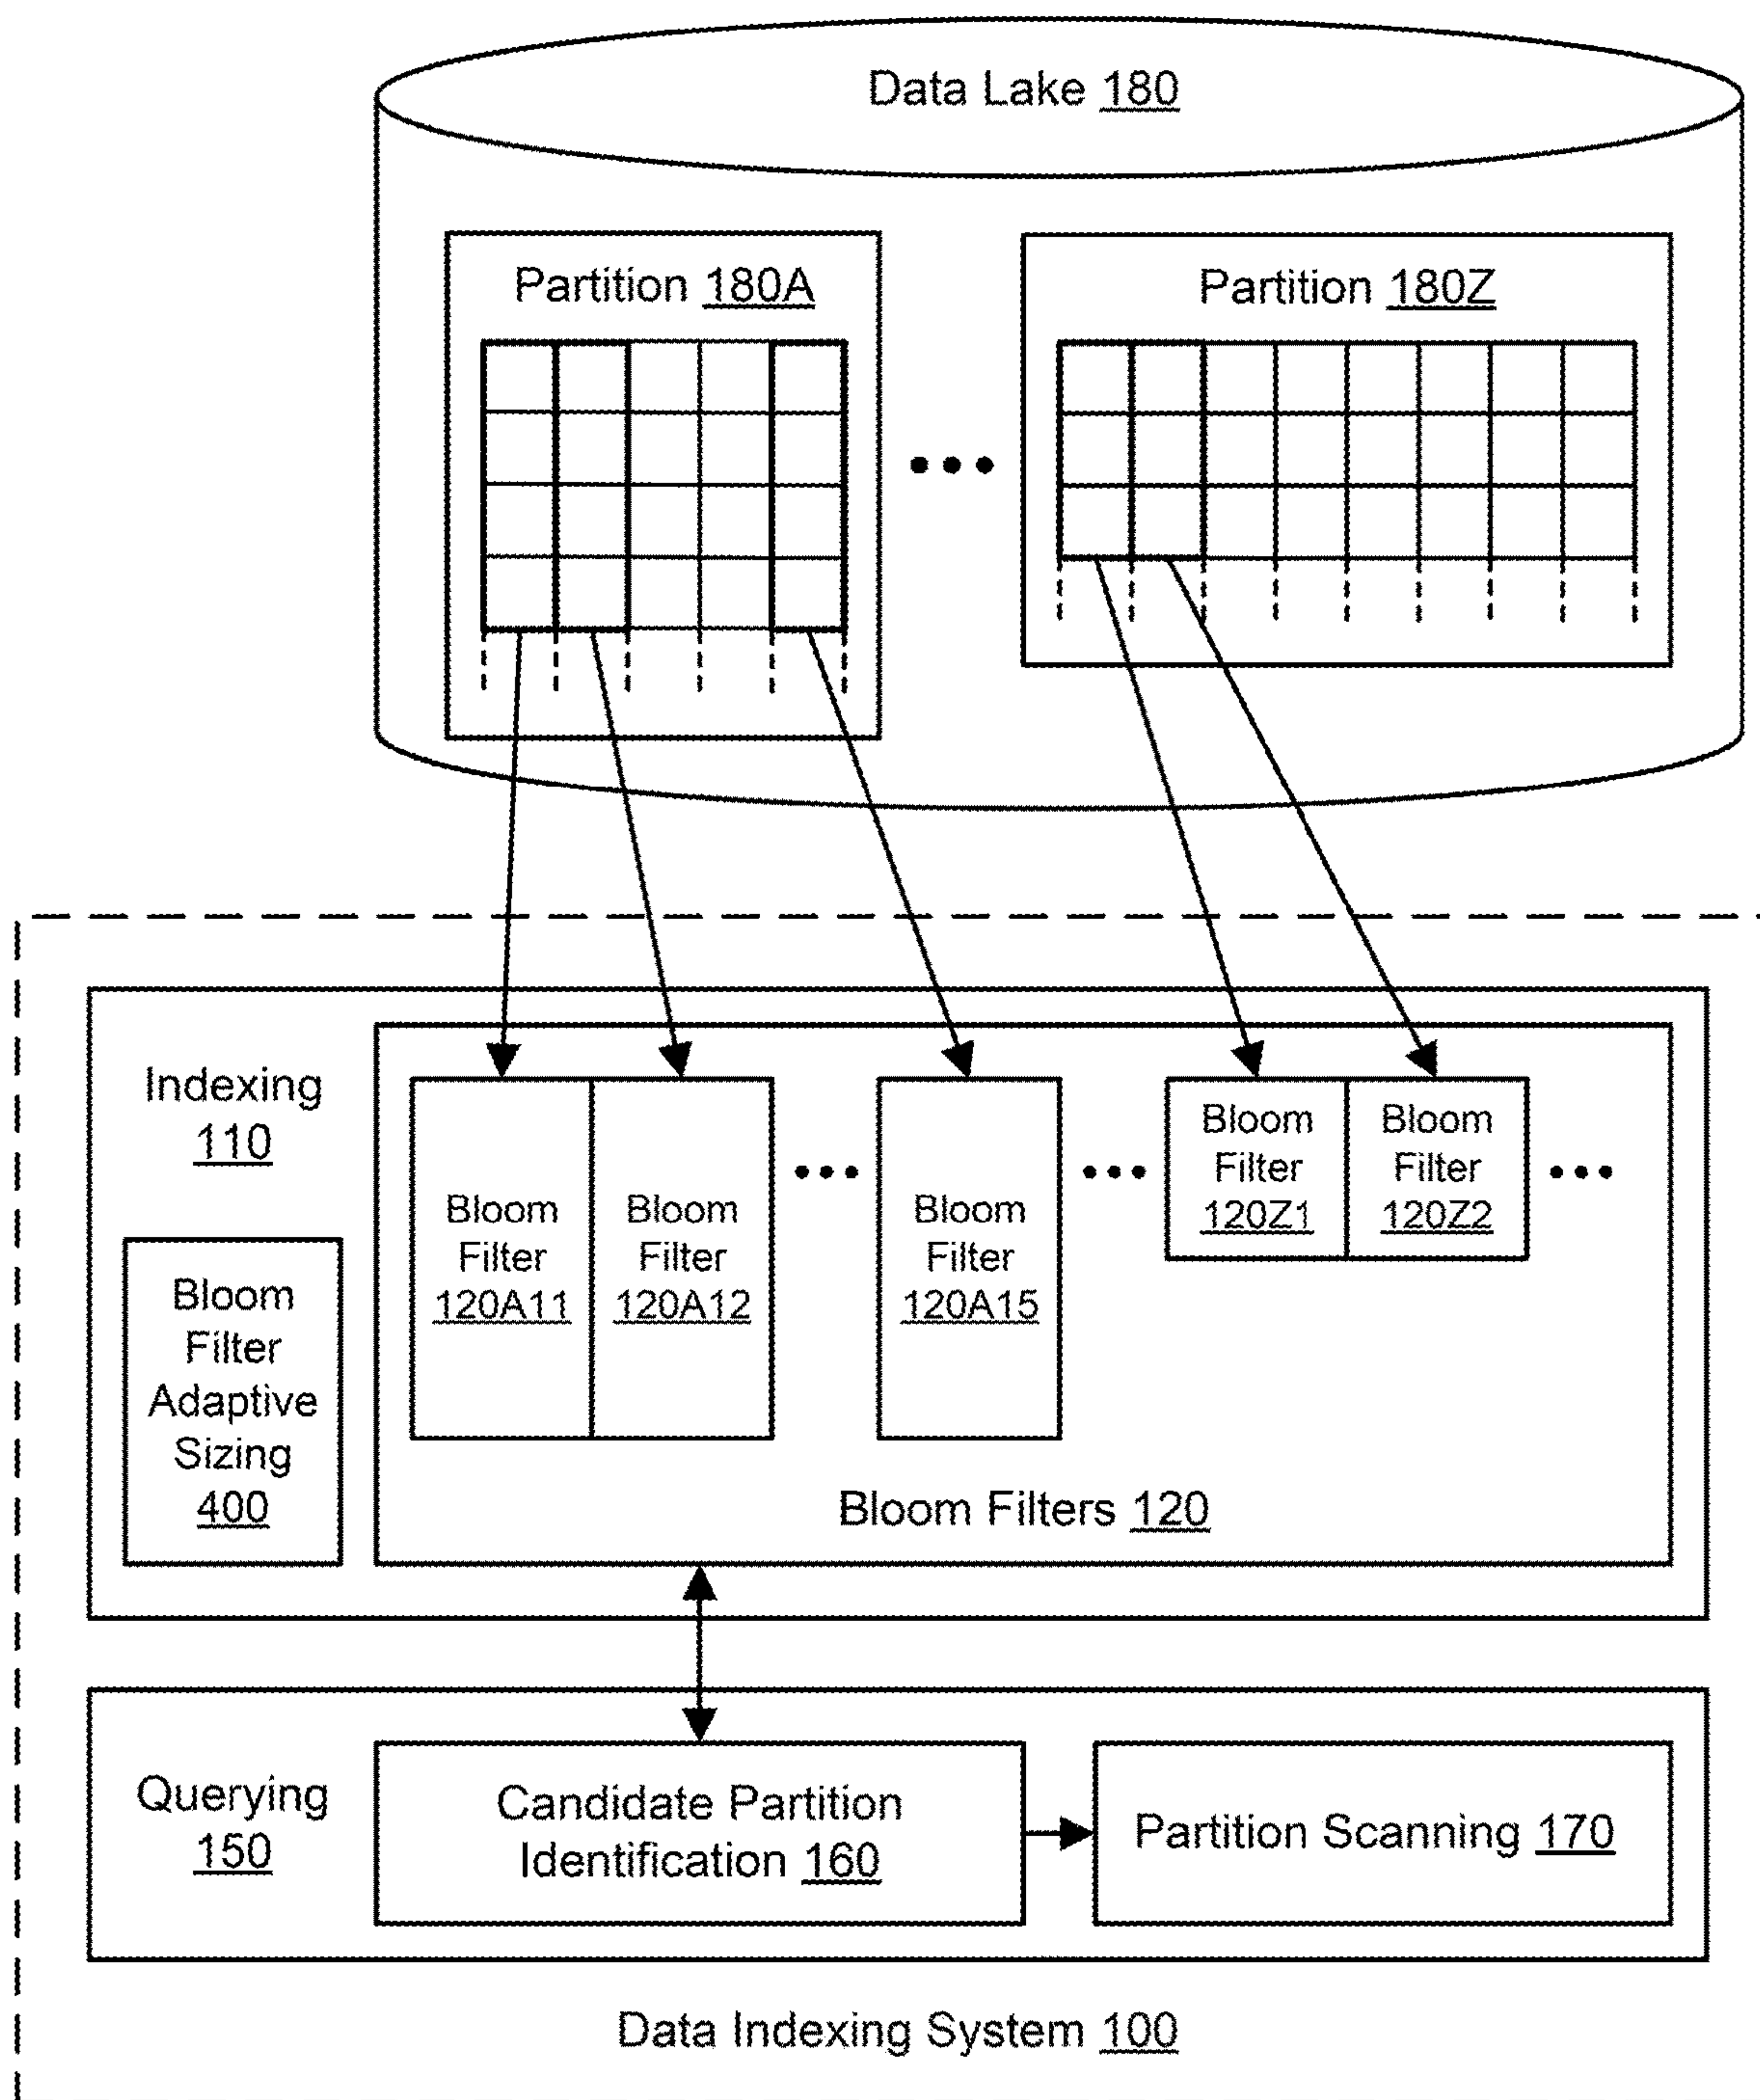 Data Lake 180
Partition 180A
Partition 180Z
Indexing
110
Bloom
Filter
Adaptive
Sizing
400
Bloom
Filter
120A11
Bloom
Filter
120A12
Bloom
Filter
120A15
Bloom
Filter
120Z1
Bloom
Filter
120Z2
Bloom Filters 120
Querying
150
Candidate Partition
Identification 160
Partition Scanning 170
Data Indexing System 100